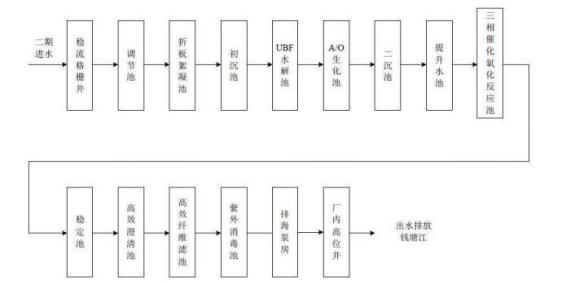 二期
进水
稳流格栅井
调节池
折板絮凝池
初沉池
UBF水解池
A/O生化池
二沉池
提升水池
三相催化氧化反应池
稳定池
高效澄清池
高效纤维滤池
紫外消毒池
排海泵房
厂内高位井
出水排放
钱塘江